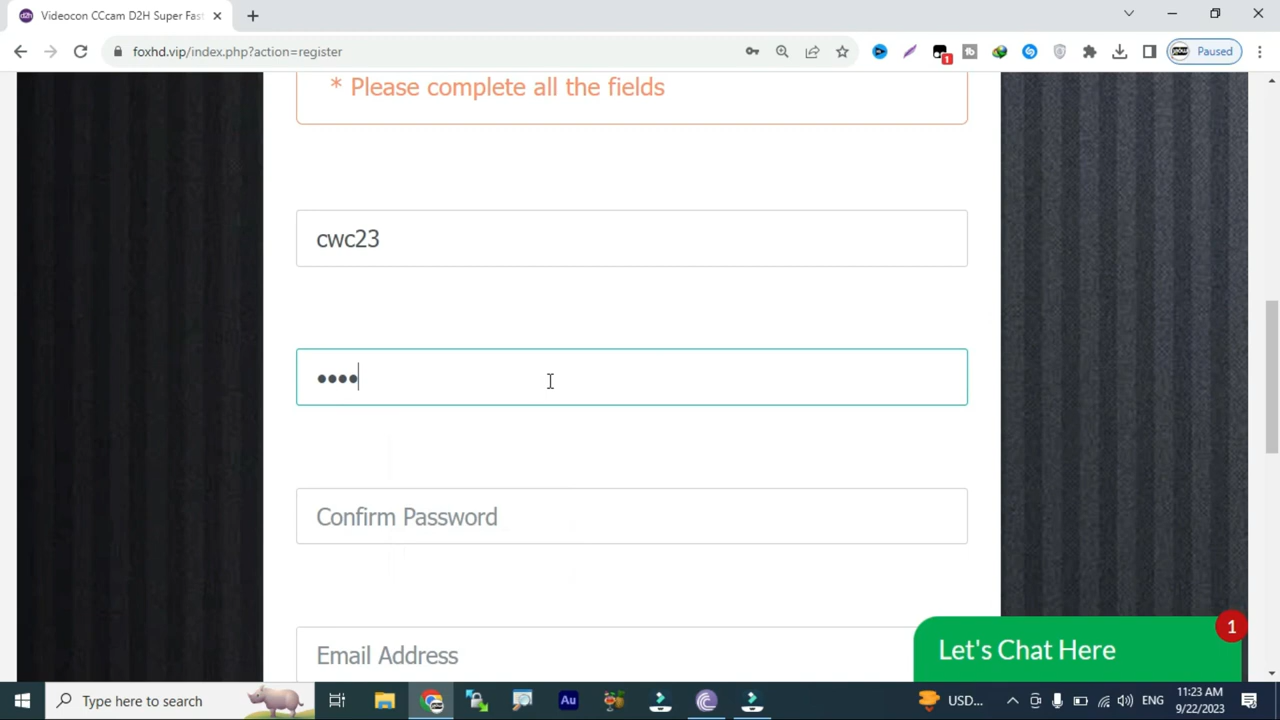 Videocon CCcam D2H Super Fast
foxhd.vip/index.php?action=register
1
Paused
* Please complete all the fields
cwc23
••••
Confirm Password
Email Address
Let's Chat Here
1
Type here to search
Au
USD...
ENG
11:23 AM
9/22/2023